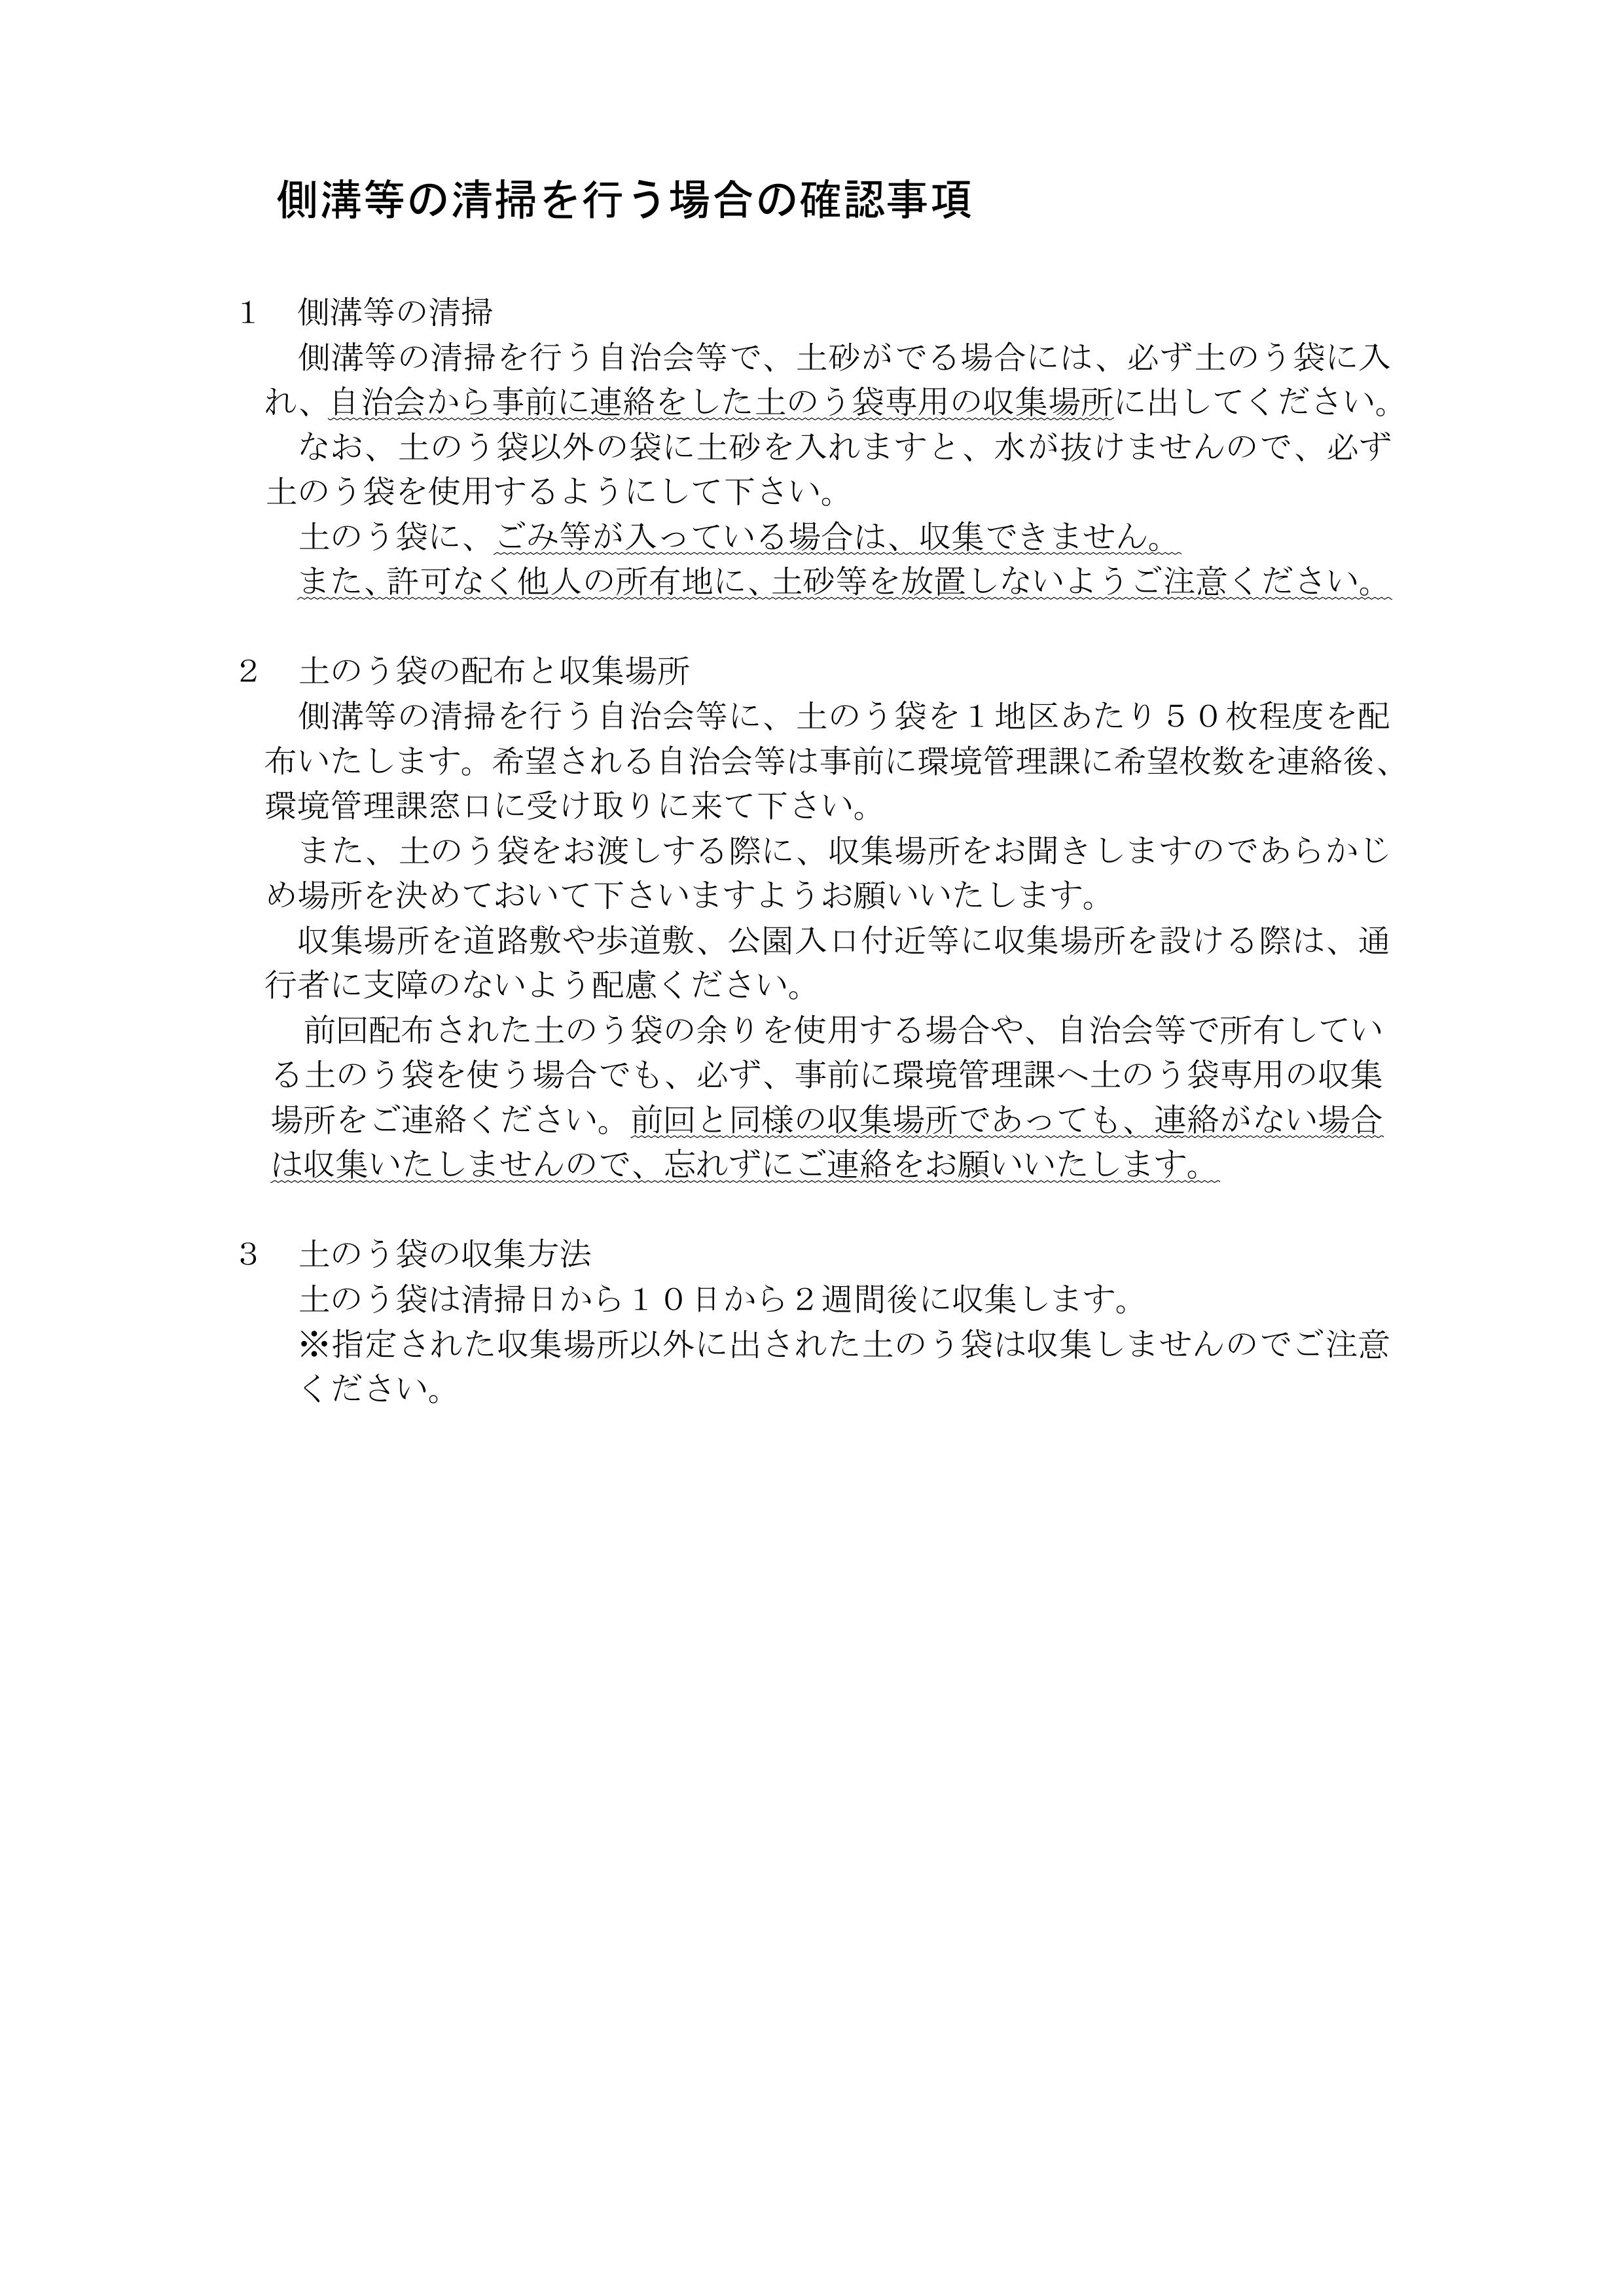 側溝等の清掃を行う場合の確認事項
１　側溝等の清掃
側溝等の清掃を行う自治会等で、土砂がでる場合には、必ず土のう袋に入
れ、自治会から事前に連絡をした土のう袋専用の収集場所に出してください。
なお、土のう袋以外の袋に土砂を入れますと、水が抜けませんので、必ず
土のう袋を使用するようにして下さい。
土のう袋に、ごみ等が入っている場合は、収集できません。
また、許可なく他人の所有地に、土砂等を放置しないようご注意ください。
２　土のう袋の配布と収集場所
側溝等の清掃を行う自治会等に、土のう袋を１地区あたり５０枚程度を配
布いたします。希望される自治会等は事前に環境管理課に希望枚数を連絡後、
環境管理課窓口に受け取りに来て下さい。
また、土のう袋をお渡しする際に、収集場所をお聞きしますのであらかじ
め場所を決めておいて下さいますようお願いいたします。
収集場所を道路敷や歩道敷、公園入口付近等に収集場所を設ける際は、通
行者に支障のないよう配慮ください。
前回配布された土のう袋の余りを使用する場合や、自治会等で所有してい
る土のう袋を使う場合でも、必ず、事前に環境管理課へ土のう袋専用の収集
場所をご連絡ください。前回と同様の収集場所であっても、連絡がない場合
は収集いたしませんので、忘れずにご連絡をお願いいたします。
３　土のう袋の収集方法
土のう袋は清掃日から１０日から２週間後に収集します。
※指定された収集場所以外に出された土のう袋は収集しませんのでご注意
ください。